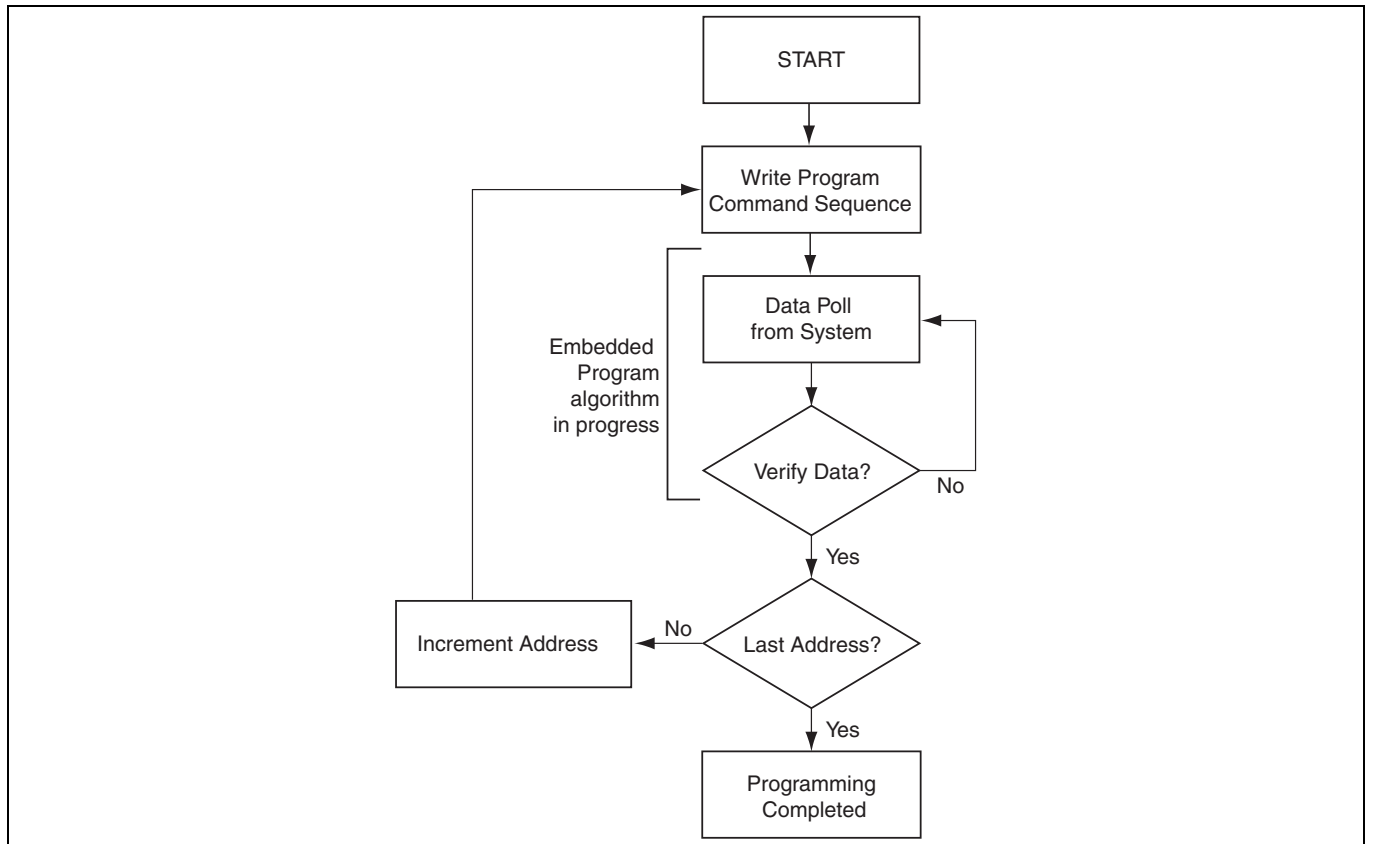 START
Write Program
Command Sequence
Data Poll
from System
Embedded
Program
algorithm
in progress
Verify Data?
No
Yes
Increment Address
No
Last Address?
Yes
Programming
Completed